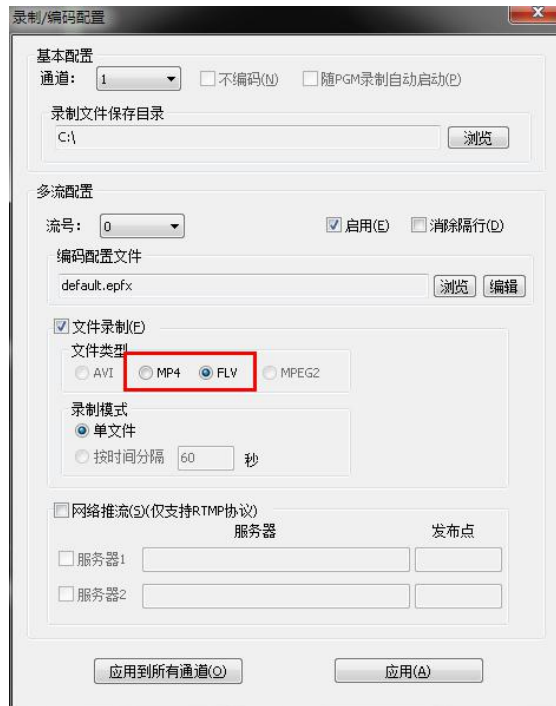 录制/编码配置
基本配置
通道： 1 不编码(N) 随PGM录制自动启动(P)
录制文件保存目录
C:\ 浏览
多流配置
流号： 0 启用(E) 消除隔行(D)
编码配置文件
default.epfx 浏览 编辑
文件录制(F)
文件类型
AVI MP4 FLV MPEG2
录制模式
单文件
按时间分隔 60 秒
网络推流(S)(仅支持RTMP协议)
服务器 发布点
服务器1
服务器2
应用到所有通道(O) 应用(A)